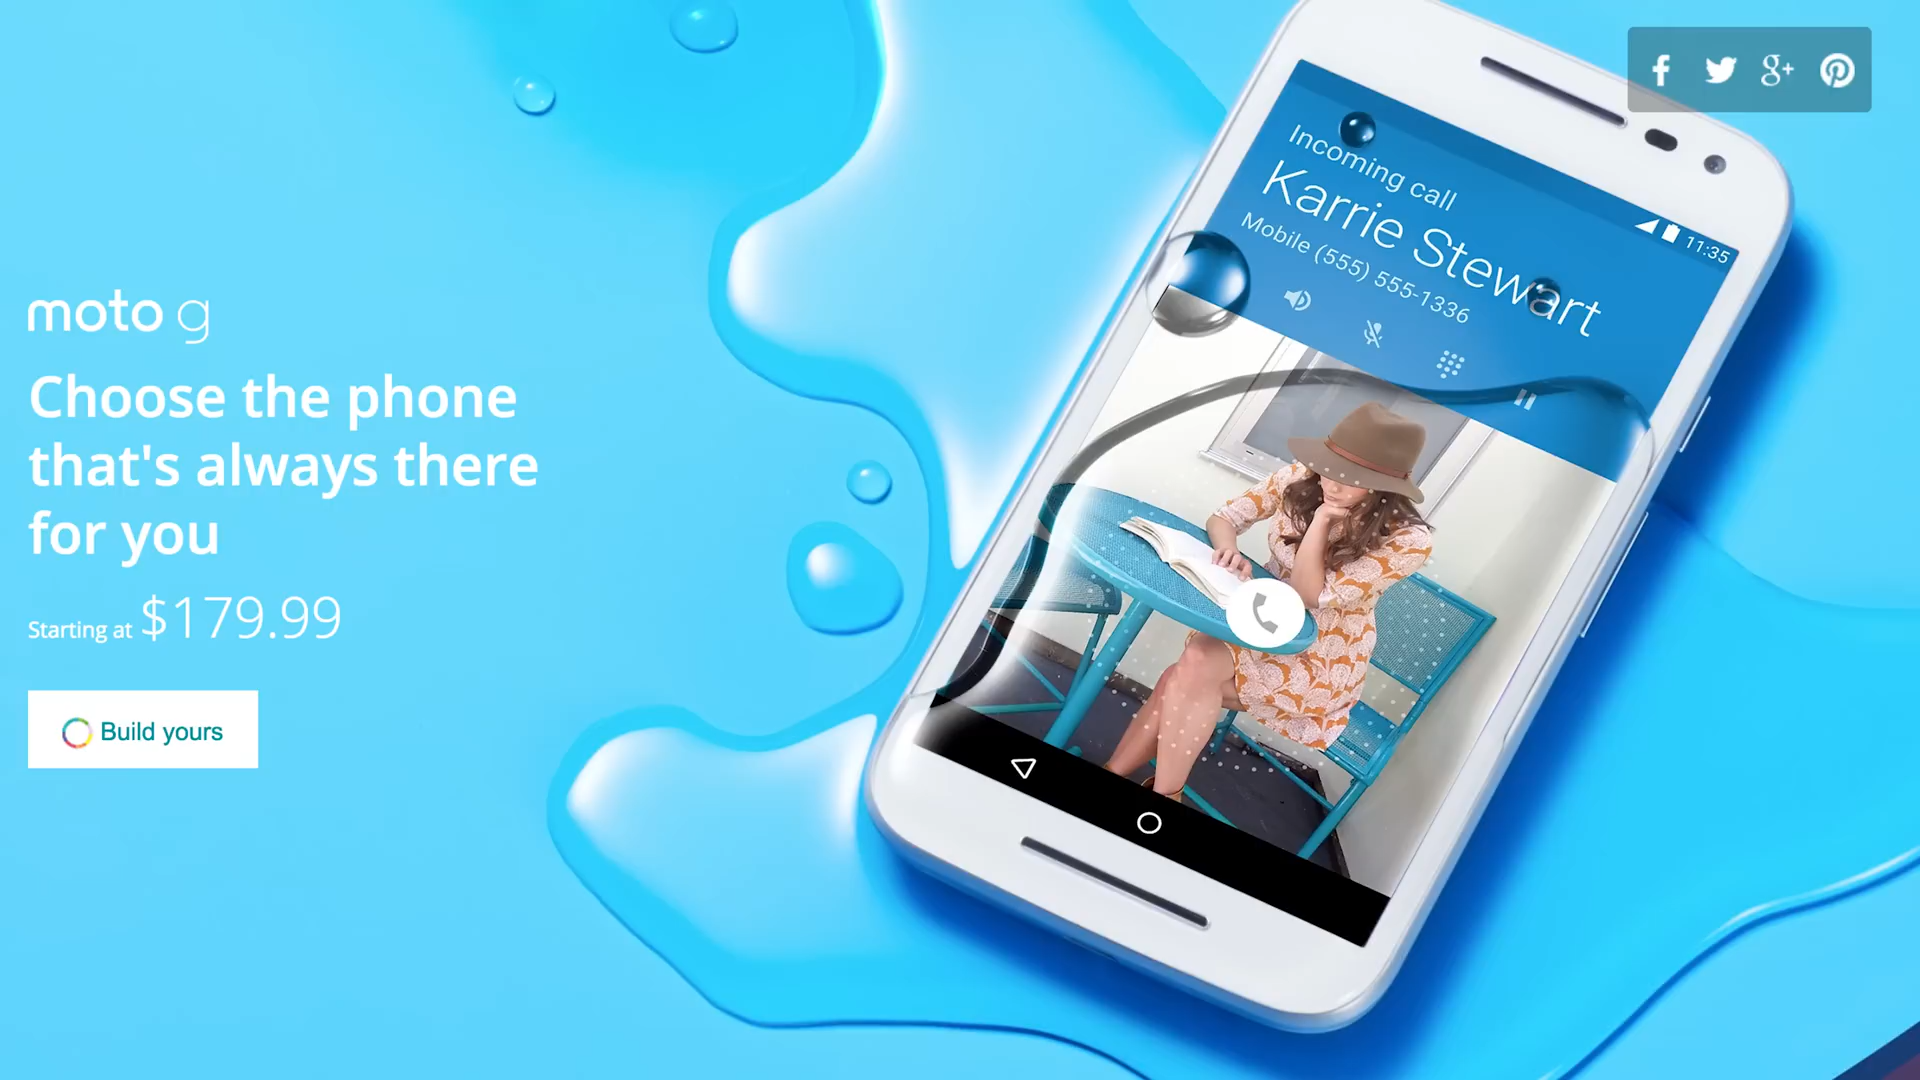 moto g
Choose the phone
that's always there
for you
Starting at $179.99
Build yours
11:35
Incoming call
Karrie Stewart
Mobile (555) 555-1336